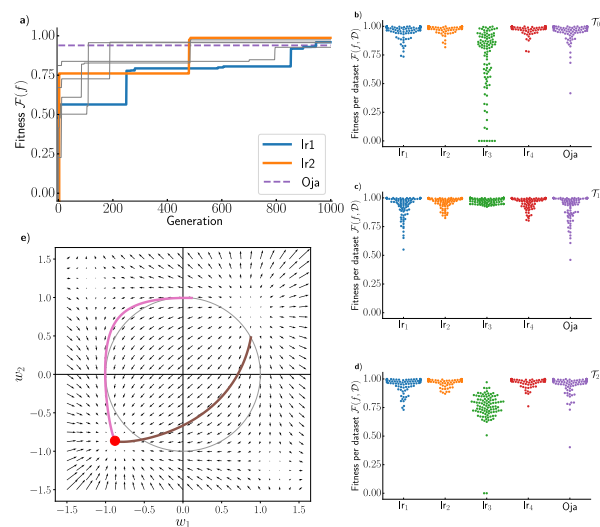 a)
Fitness F(f)
1.00
0.75
0.50
0.25
0.00
0
200
400
600
800
1000
Generation
lr1
lr2
Oja
b)
Fitness per dataset F(f, D)
1.00
0.75
0.50
0.25
0.00
lr1
lr2
lr3
lr4
Oja
c)
T1
Fitness per dataset F(f, D)
1.00
0.75
0.50
0.25
0.00
lr1
lr2
lr3
lr4
Oja
d)
T2
Fitness per dataset F(f, D)
1.00
0.75
0.50
0.25
0.00
lr1
lr2
lr3
lr4
Oja
e)
w2
1.5
1.0
0.5
0.0
−0.5
−1.0
−1.5
−1.5
−1.0
−0.5
0.0
0.5
1.0
1.5
w1